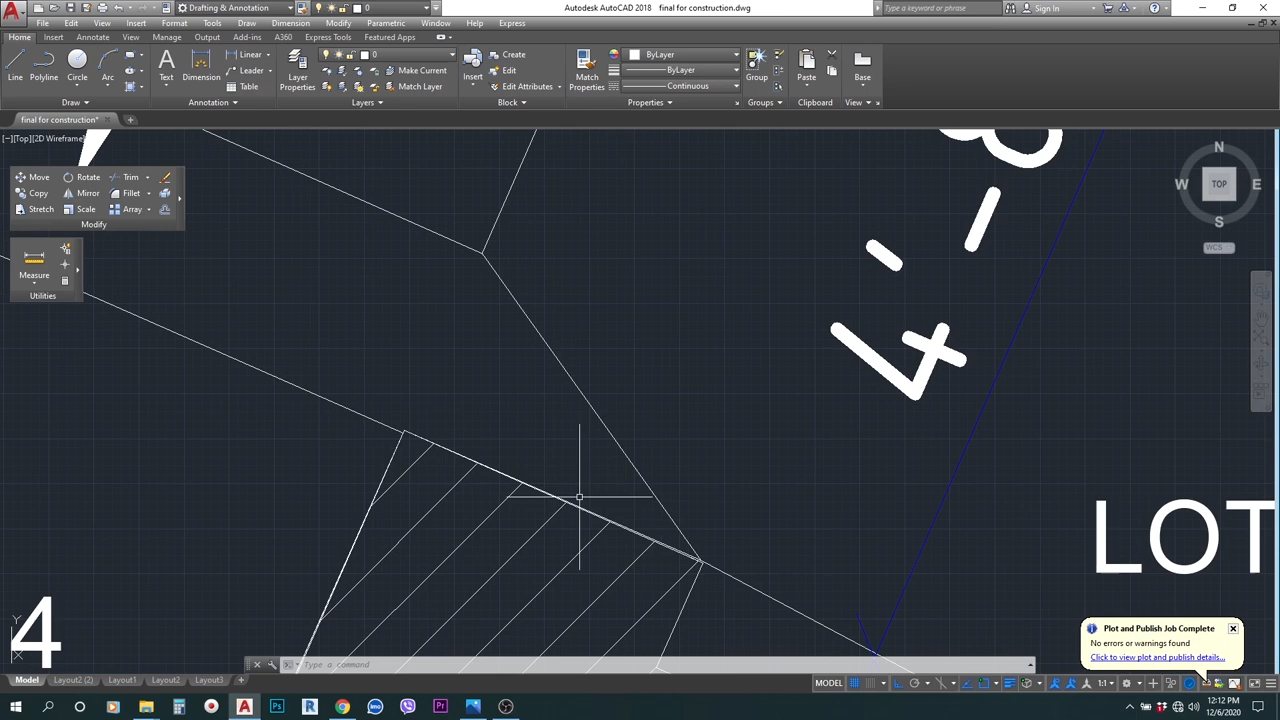 Drafting & Annotation
Autodesk AutoCAD 2018 final for construction.dwg
Type a keyword or phrase
Sign In
File Edit View Insert Format Tools Draw Dimension Modify Parametric Window Help Express
Home Insert Annotate Parametric View Manage Output Add-ins A360 Express Tools Featured Apps
Line Polyline Circle Arc
Draw
Text Dimension
Linear
Leader
Table
Annotation
Layer Properties
0
Make Current
Match Layer
Layers
Insert
Create
Edit
Edit Attributes
Block
Match Properties
ByLayer
ByLayer
Continuous
Properties
Group
Groups
Paste
Clipboard
Base
View
final for construction*
[−][Top][2D Wireframe]
Move Rotate Trim
Copy Mirror Fillet
Stretch Scale Array
Modify
Measure
Utilities
N
W TOP E
S
WCS
4
LOT
4
Y
X
Type a command
Plot and Publish Job Complete
No errors or warnings found
Click to view plot and publish details...
Model Layout2 (2) Layout1 Layout2 Layout3
MODEL
1:1
12:12 PM
12/6/2020